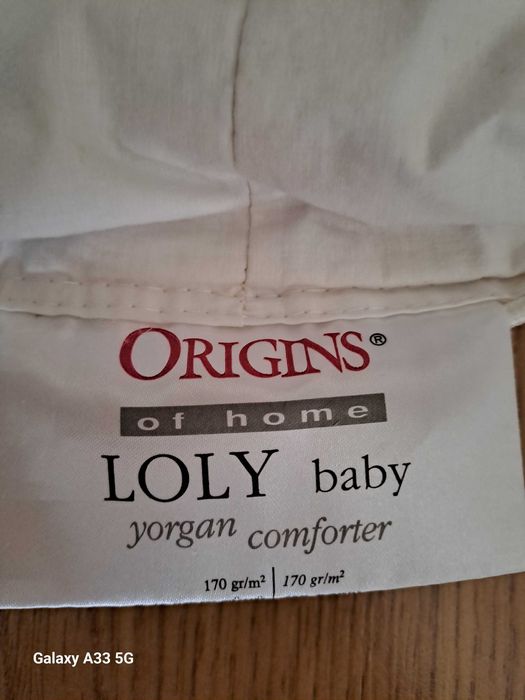 ORIGINS®
of home
LOLY baby
yorgan comforter
170 gr/m² | 170 gr/m²
Galaxy A33 5G